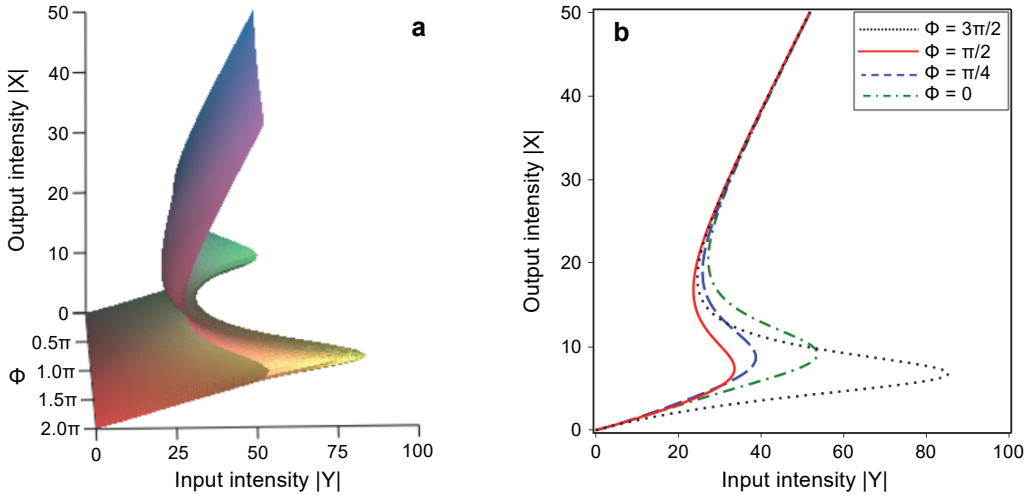 a
50
40
30
20
10
0
Output intensity |X|
0.5π
1.0π
1.5π
2.0π
Φ
0
25
50
75
100
Input intensity |Y|
b
50
40
30
20
10
0
Output intensity |X|
Φ = 3π/2
Φ = π/2
Φ = π/4
Φ = 0
0
20
40
60
80
100
Input intensity |Y|